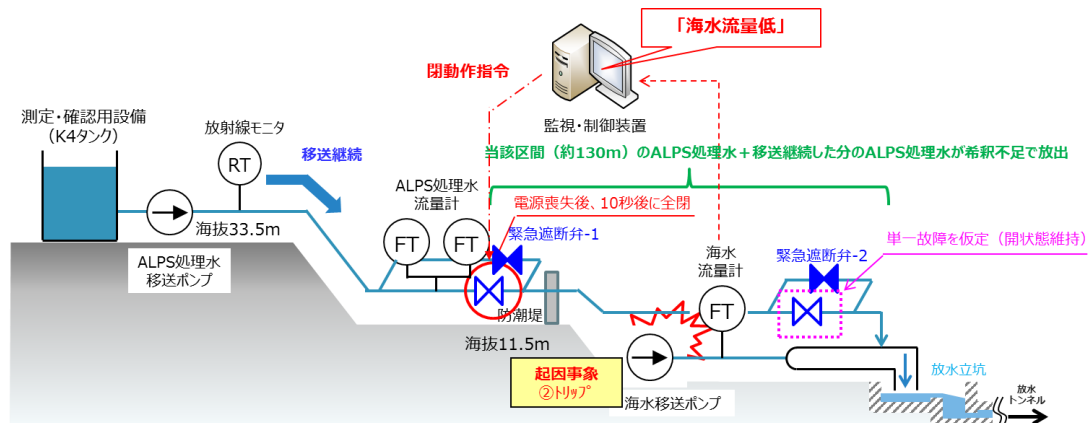 「海水流量低」
閉動作指令
監視・制御装置
測定・確認用設備
(K4タンク)
放射線モニタ
RT
移送継続
当該区間（約130m）のALPS処理水＋移送継続した分のALPS処理水が希釈不足で放出
ALPS処理水
流量計
FT
FT
電源喪失後、10秒後に全閉
緊急遮断弁-1
海抜33.5m
ALPS処理水
移送ポンプ
防潮堤
海抜11.5m
海水
流量計
FT
緊急遮断弁-2
単一故障を仮定（開状態維持）
起因事象
②ﾄﾘｯﾌﾟ
海水移送ポンプ
放水立坑
放水
トンネル